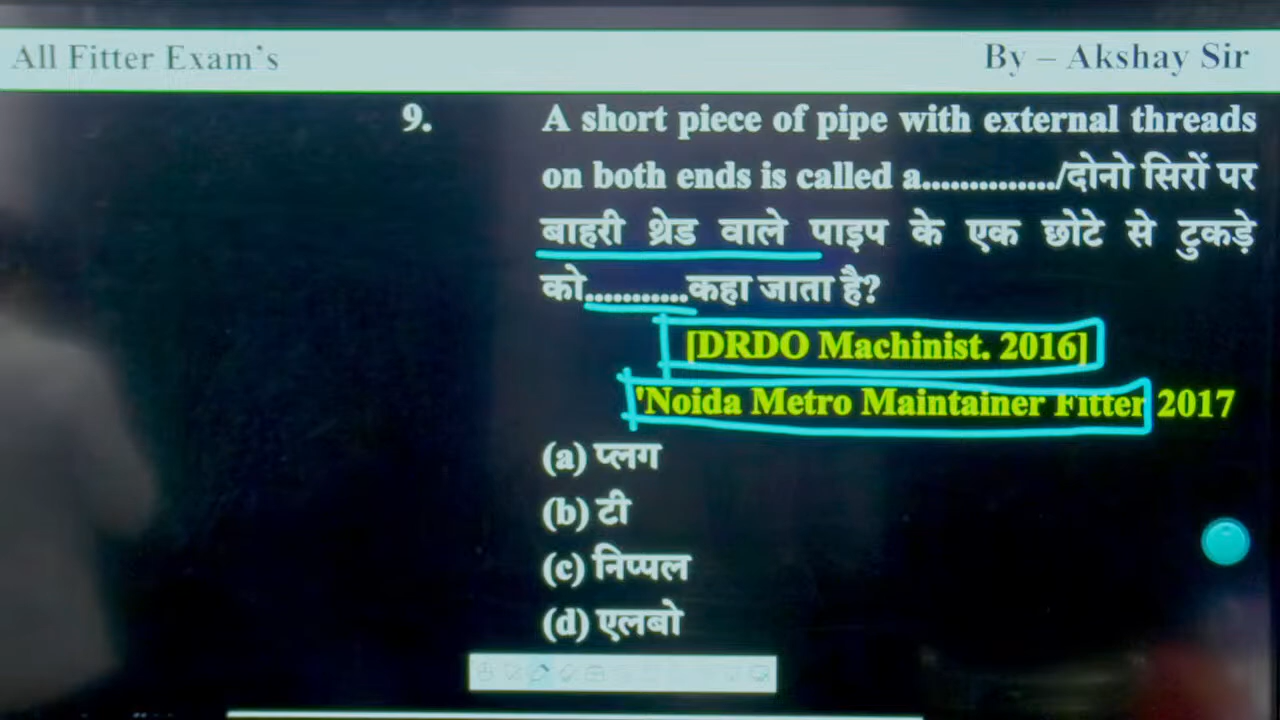 All Fitter Exam's
By – Akshay Sir
9. A short piece of pipe with external threads
on both ends is called a............../दोनो सिरों पर
बाहरी थ्रेड वाले पाइप के एक छोटे से टुकड़े
को...........कहा जाता है?
[DRDO Machinist. 2016]
'Noida Metro Maintainer Fitter 2017
(a) प्लग
(b) टी
(c) निप्पल
(d) एलबो